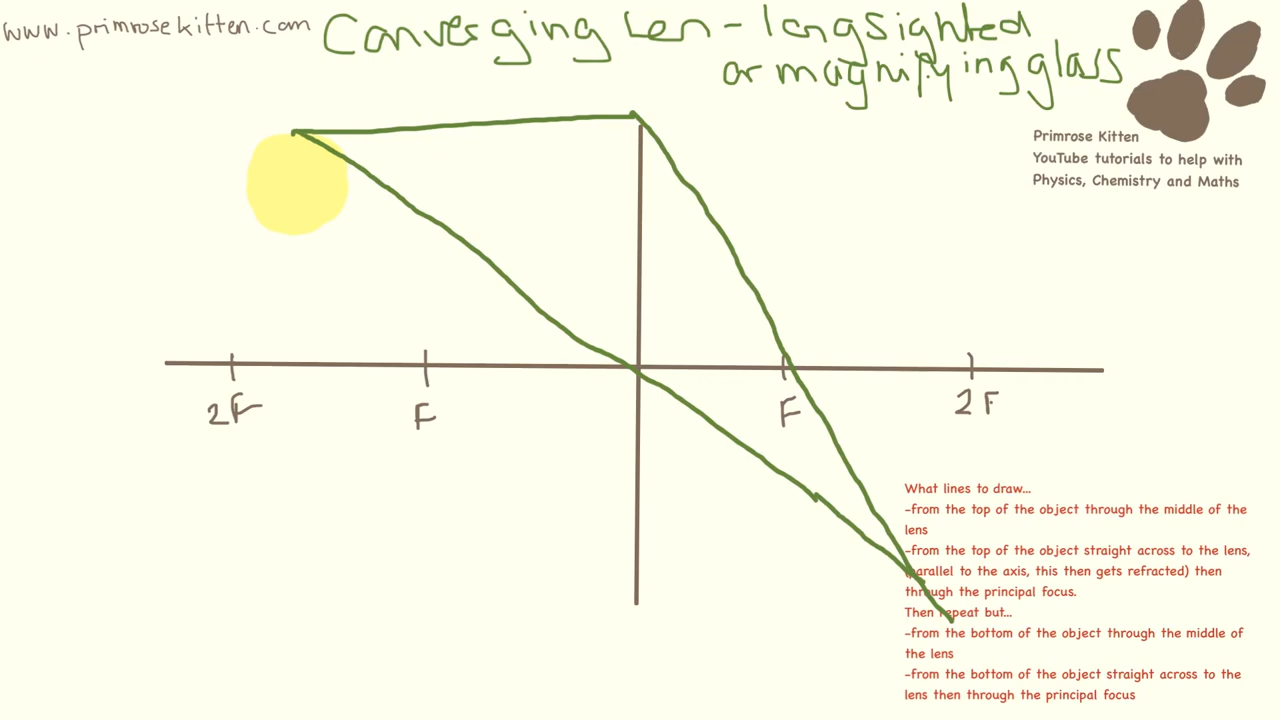 www.primrosekitten.com
Converging Len - longsighted
or magnifying glass
Primrose Kitten
YouTube tutorials to help with
Physics, Chemistry and Maths
2F
F
F
2F
What lines to draw...
-from the top of the object through the middle of the
lens
-from the top of the object straight across to the lens,
(parallel to the axis, this then gets refracted) then
through the principal focus.
Then repeat but...
-from the bottom of the object through the middle of
the lens
-from the bottom of the object straight across to the
lens then through the principal focus